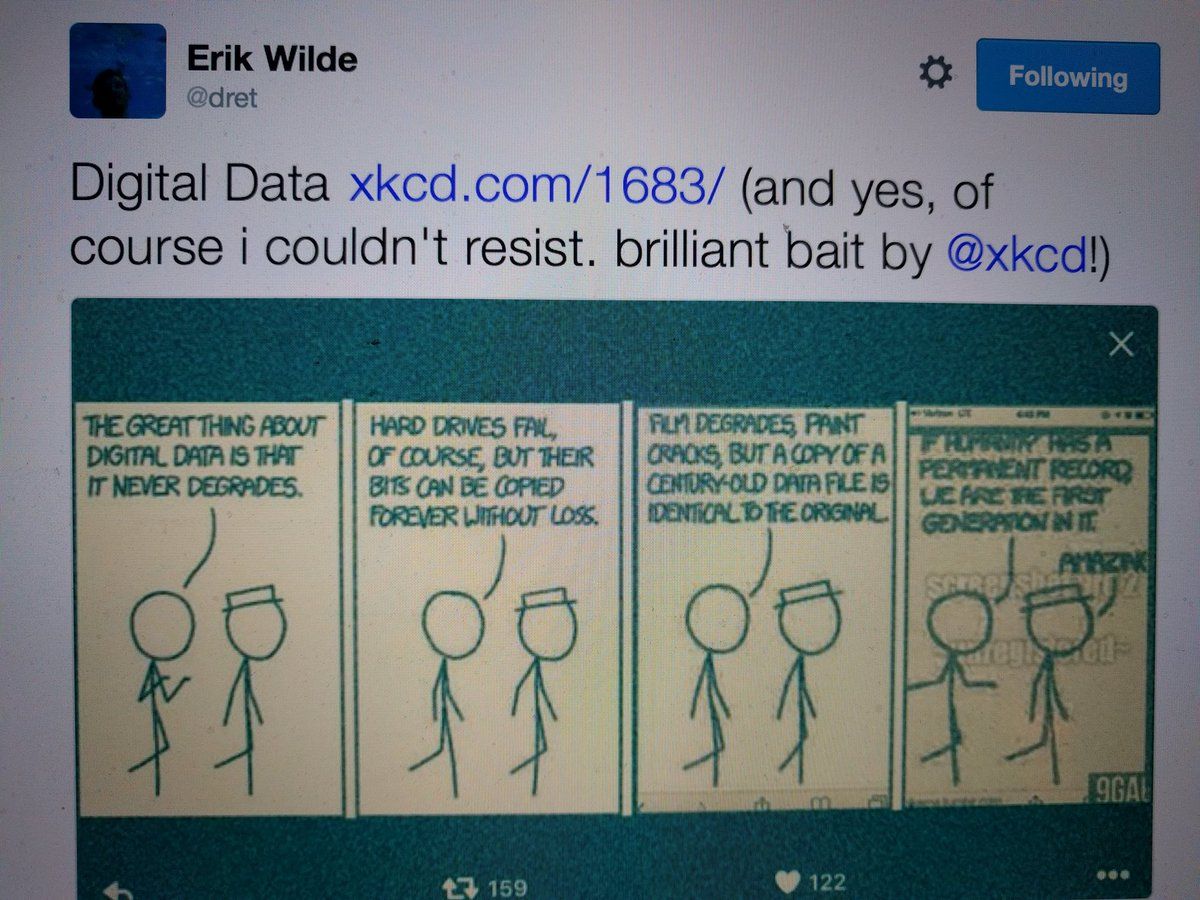 Erik Wilde
@dret
Following
Digital Data xkcd.com/1683/ (and yes, of
course i couldn't resist. brilliant bait by @xkcd!)
THE GREAT THING ABOUT
DIGITAL DATA IS THAT
IT NEVER DEGRADES.
HARD DRIVES FAIL,
OF COURSE, BUT THEIR
BITS CAN BE COPIED
FOREVER WITHOUT LOSS.
FILM DEGRADES, PAINT
CRACKS, BUT A COPY OF A
CENTURY-OLD DATA FILE IS
IDENTICAL TO THE ORIGINAL.
IF HUMANITY HAS A
PERMANENT RECORD,
WE ARE THE FIRST
GENERATION IN IT.
AMAZING
9GAG
159
122